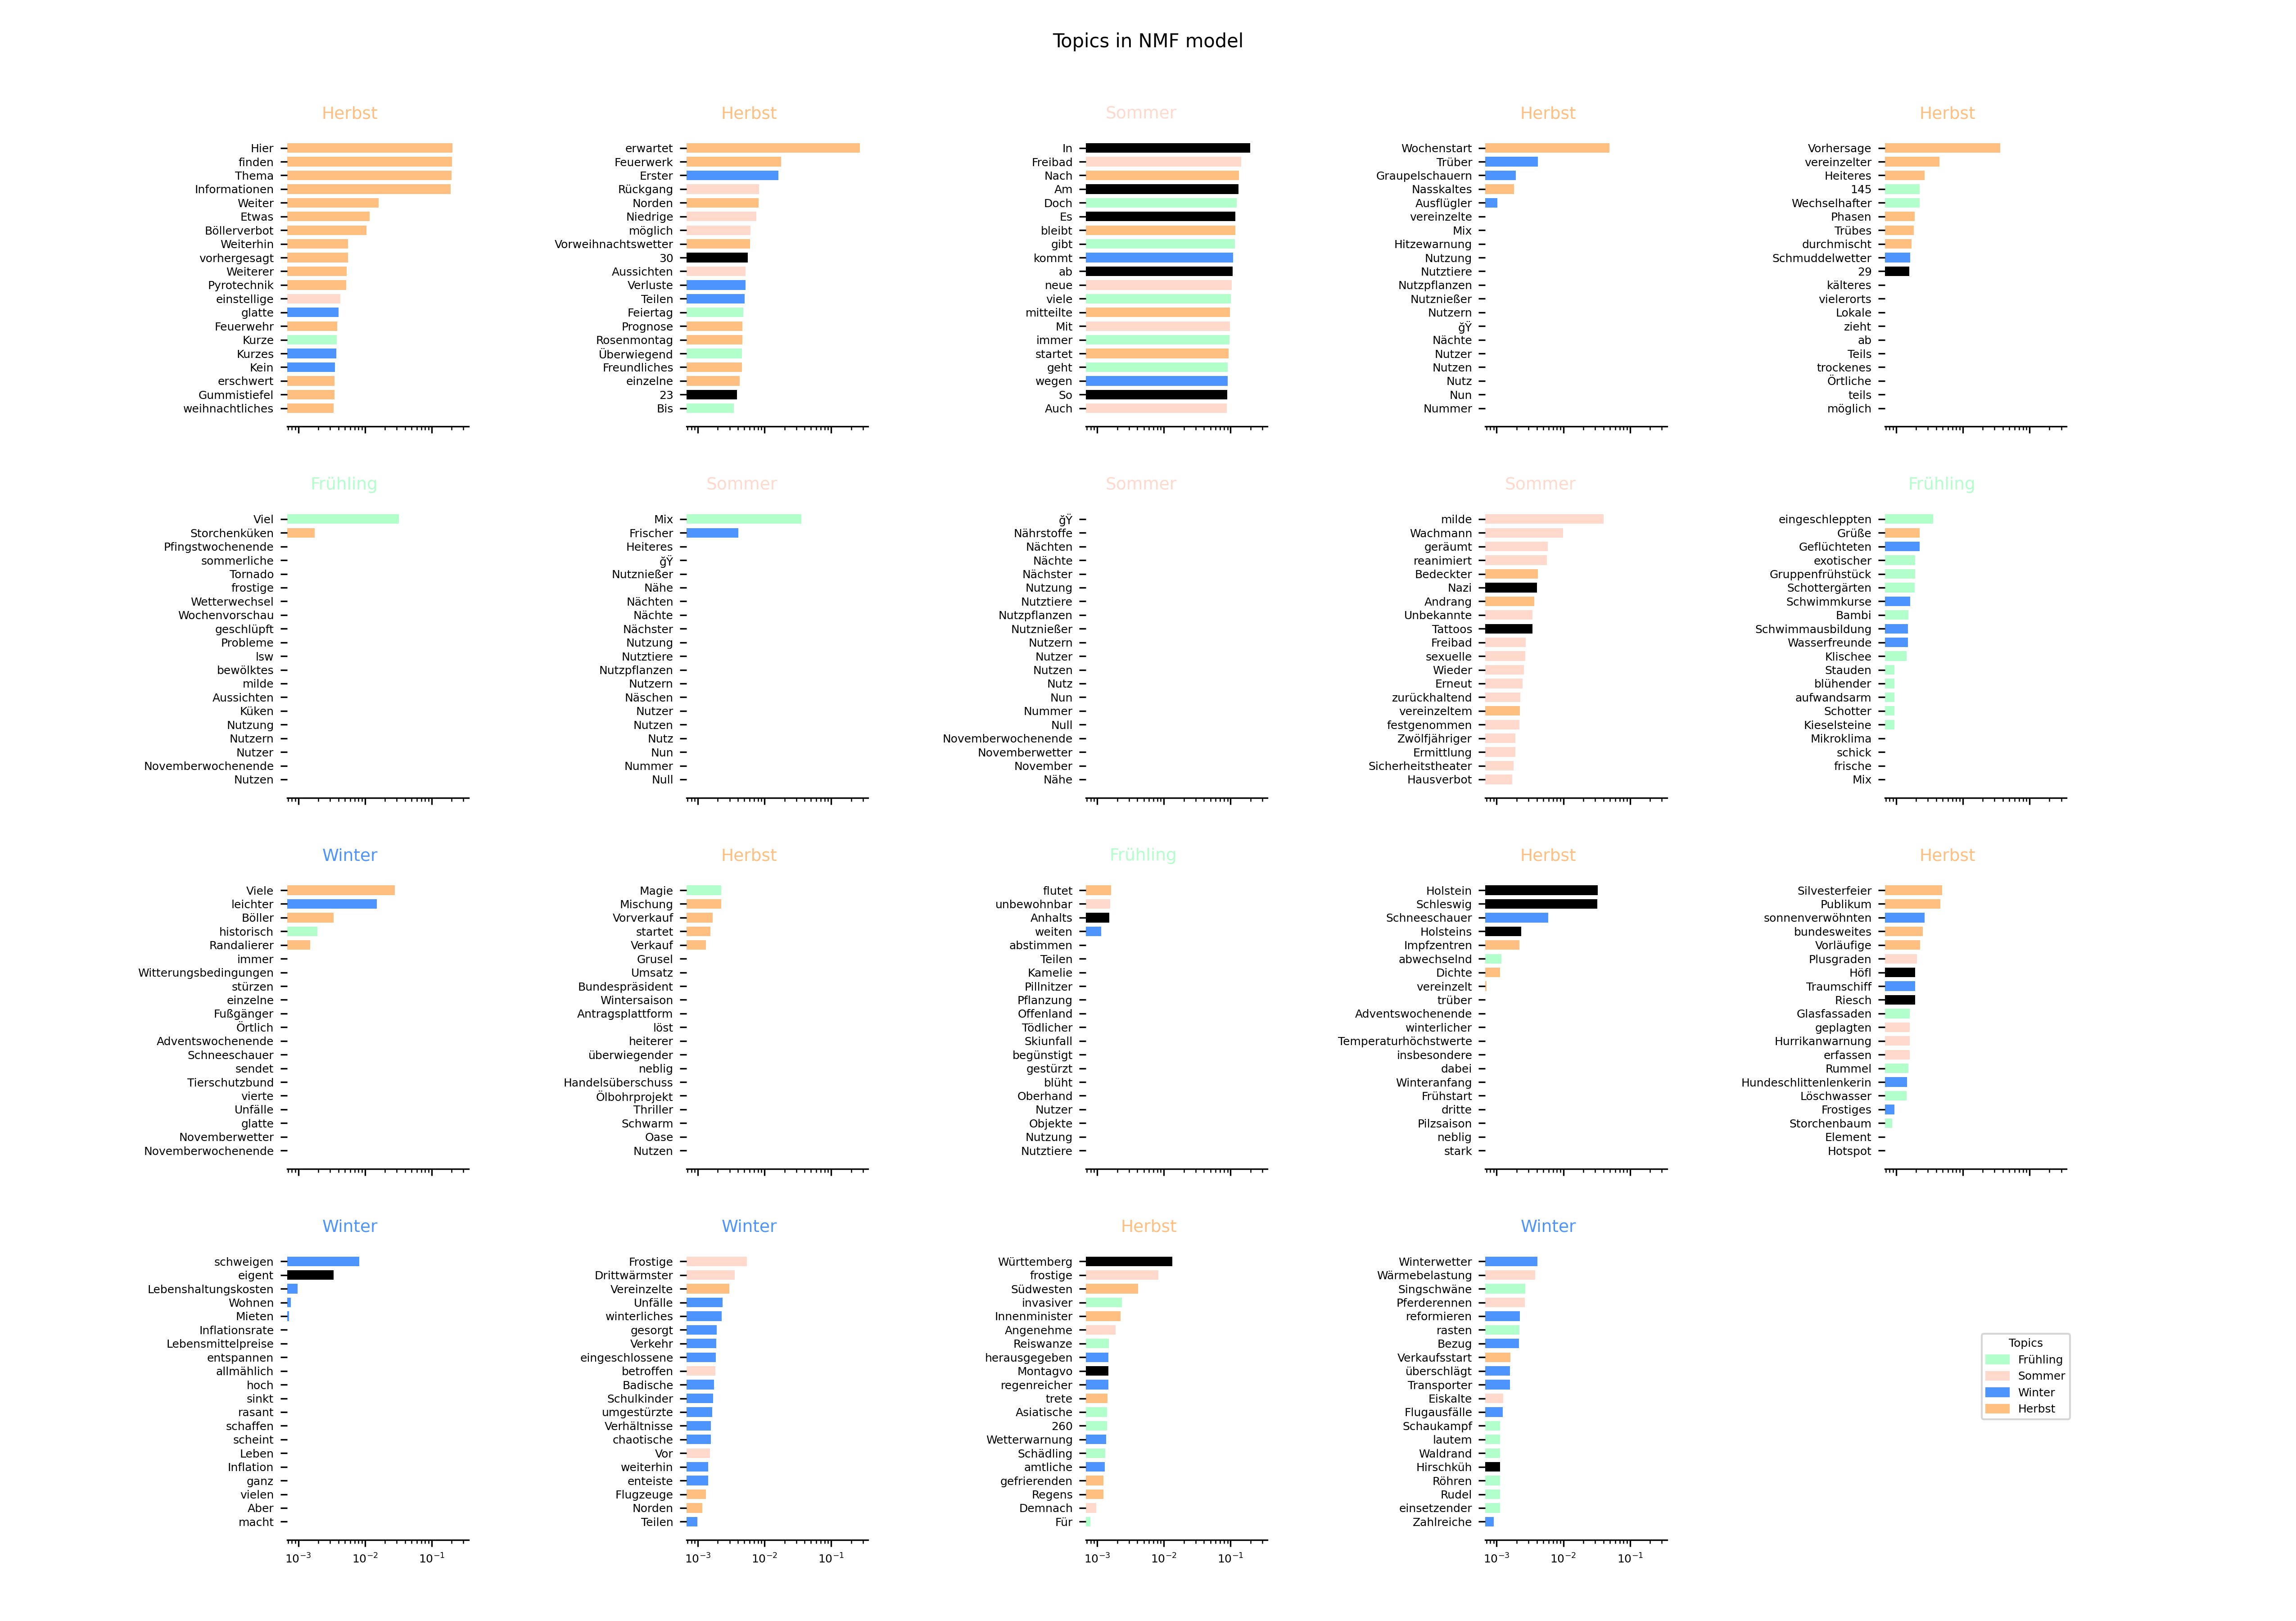 Topics in NMF model
Herbst
Hier
finden
Thema
Informationen
Weiter
Etwas
Böllerverbot
Weiterhin
vorhergesagt
Weiterer
Pyrotechnik
einstellige
glatte
Feuerwehr
Kurze
Kurzes
Kein
erschwert
Gummistiefel
weihnachtliches
Herbst
erwartet
Feuerwerk
Erster
Rückgang
Norden
Niedrige
möglich
Vorweihnachtswetter
30
Aussichten
Verluste
Teilen
Feiertag
Prognose
Rosenmontag
Überwiegend
Freundliches
einzelne
23
Bis
Sommer
In
Freibad
Nach
Am
Doch
Es
bleibt
gibt
kommt
ab
neue
viele
mitteilte
Mit
immer
startet
geht
wegen
So
Auch
Herbst
Wochenstart
Trüber
Graupelschauern
Nasskaltes
Ausflügler
vereinzelte
Mix
Hitzewarnung
Nutzung
Nutztiere
Nutzpflanzen
Nutznießer
Nutzern
ğŸ
Nächte
Nutzer
Nutzen
Nutz
Nun
Nummer
Herbst
Vorhersage
vereinzelter
Heiteres
145
Wechselhafter
Phasen
Trübes
durchmischt
Schmuddelwetter
29
kälteres
vielerorts
Lokale
zieht
ab
Teils
trockenes
Örtliche
teils
möglich
Frühling
Viel
Storchenküken
Pfingstwochenende
sommerliche
Tornado
frostige
Wetterwechsel
Wochenvorschau
geschlüpft
Probleme
lsw
bewölktes
milde
Aussichten
Küken
Nutzung
Nutzern
Nutzer
Novemberwochenende
Nutzen
Sommer
Mix
Frischer
Heiteres
ğŸ
Nutznießer
Nähe
Nächten
Nächte
Nächster
Nutzung
Nutztiere
Nutzpflanzen
Nutzern
Näschen
Nutzer
Nutzen
Nutz
Nun
Nummer
Null
Sommer
ğŸ
Nährstoffe
Nächten
Nächte
Nächster
Nutzung
Nutztiere
Nutzpflanzen
Nutznießer
Nutzern
Nutzer
Nutzen
Nutz
Nun
Nummer
Null
Novemberwochenende
Novemberwetter
November
Nähe
Sommer
milde
Wachmann
geräumt
reanimiert
Bedeckter
Nazi
Andrang
Unbekannte
Tattoos
Freibad
sexuelle
Wieder
Erneut
zurückhaltend
vereinzeltem
festgenommen
Zwölfjähriger
Ermittlung
Sicherheitstheater
Hausverbot
Frühling
eingeschleppten
Grüße
Geflüchteten
exotischer
Gruppenfrühstück
Schottergärten
Schwimmkurse
Bambi
Schwimmausbildung
Wasserfreunde
Klischee
Stauden
blühender
aufwandsarm
Schotter
Kieselsteine
Mikroklima
schick
frische
Mix
Winter
Viele
leichter
Böller
historisch
Randalierer
immer
Witterungsbedingungen
stürzen
einzelne
Fußgänger
Örtlich
Adventswochenende
Schneeschauer
sendet
Tierschutzbund
vierte
Unfälle
glatte
Novemberwetter
Novemberwochenende
Herbst
Magie
Mischung
Vorverkauf
startet
Verkauf
Grusel
Umsatz
Bundespräsident
Wintersaison
Antragsplattform
löst
heiterer
überwiegender
neblig
Handelsüberschuss
Ölbohrprojekt
Thriller
Schwarm
Oase
Nutzen
Frühling
flutet
unbewohnbar
Anhalts
weiten
abstimmen
Teilen
Kamelie
Pillnitzer
Pflanzung
Offenland
Tödlicher
Skiunfall
begünstigt
gestürzt
blüht
Oberhand
Nutzer
Objekte
Nutzung
Nutztiere
Herbst
Holstein
Schleswig
Schneeschauer
Holsteins
Impfzentren
abwechselnd
Dichte
vereinzelt
trüber
Adventswochenende
winterlicher
Temperaturhöchstwerte
insbesondere
dabei
Winteranfang
Frühstart
dritte
Pilzsaison
neblig
stark
Herbst
Silvesterfeier
Publikum
sonnenverwöhnten
bundesweites
Vorläufige
Plusgraden
Höfl
Traumschiff
Riesch
Glasfassaden
geplagten
Hurrikanwarnung
erfassen
Rummel
Hundeschlittenlenkerin
Löschwasser
Frostiges
Storchenbaum
Element
Hotspot
Winter
schweigen
eigent
Lebenshaltungskosten
Wohnen
Mieten
Inflationsrate
Lebensmittelpreise
entspannen
allmählich
hoch
sinkt
rasant
schaffen
scheint
Leben
Inflation
ganz
vielen
Aber
macht
10⁻³ 10⁻² 10⁻¹
Winter
Frostige
Drittwärmster
Vereinzelte
Unfälle
winterliches
gesorgt
Verkehr
eingeschlossene
betroffen
Badische
Schulkinder
umgestürzte
Verhältnisse
chaotische
Vor
weiterhin
enteiste
Flugzeuge
Norden
Teilen
10⁻³ 10⁻² 10⁻¹
Herbst
Württemberg
frostige
Südwesten
invasiver
Innenminister
Angenehme
Reiswanze
herausgegeben
Montagvo
regenreicher
trete
Asiatische
260
Wetterwarnung
Schädling
amtliche
gefrierenden
Regens
Demnach
Für
10⁻³ 10⁻² 10⁻¹
Winter
Winterwetter
Wärmebelastung
Singschwäne
Pferderennen
reformieren
rasten
Bezug
Verkaufsstart
überschlägt
Transporter
Eiskalte
Flugausfälle
Schaukampf
lautem
Waldrand
Hirschküh
Röhren
Rudel
einsetzender
Zahlreiche
10⁻³ 10⁻² 10⁻¹
Topics
Frühling
Sommer
Winter
Herbst